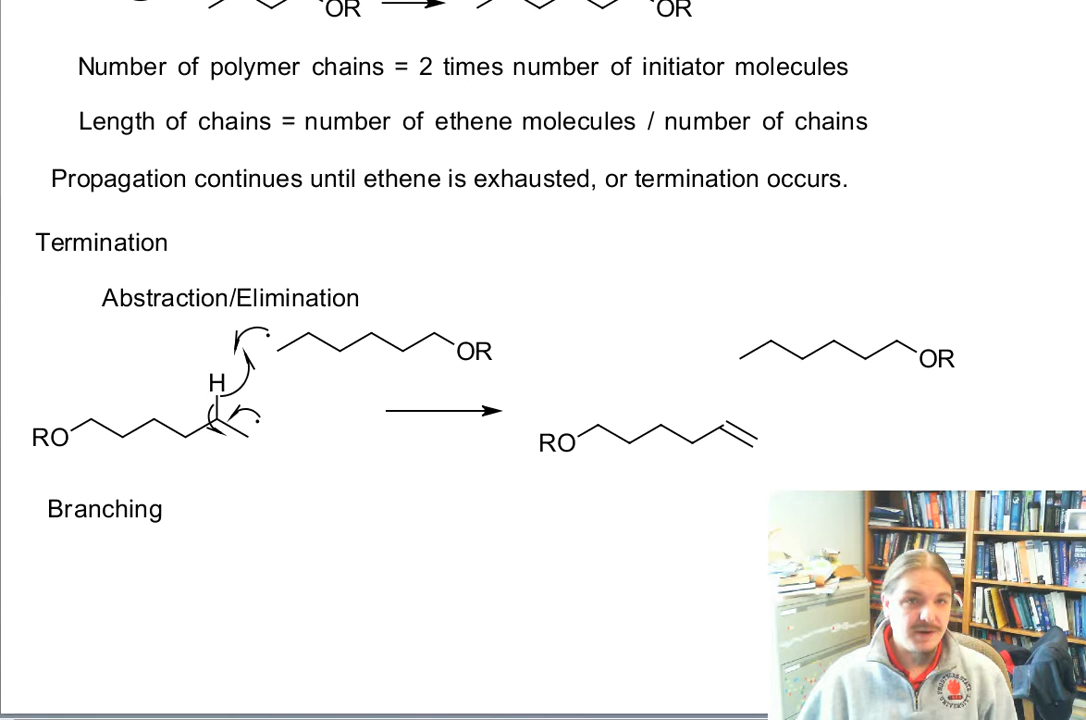 OR OR
Number of polymer chains = 2 times number of initiator molecules
Length of chains = number of ethene molecules / number of chains
Propagation continues until ethene is exhausted, or termination occurs.
Termination
Abstraction/Elimination
OR OR
H
RO RO
Branching